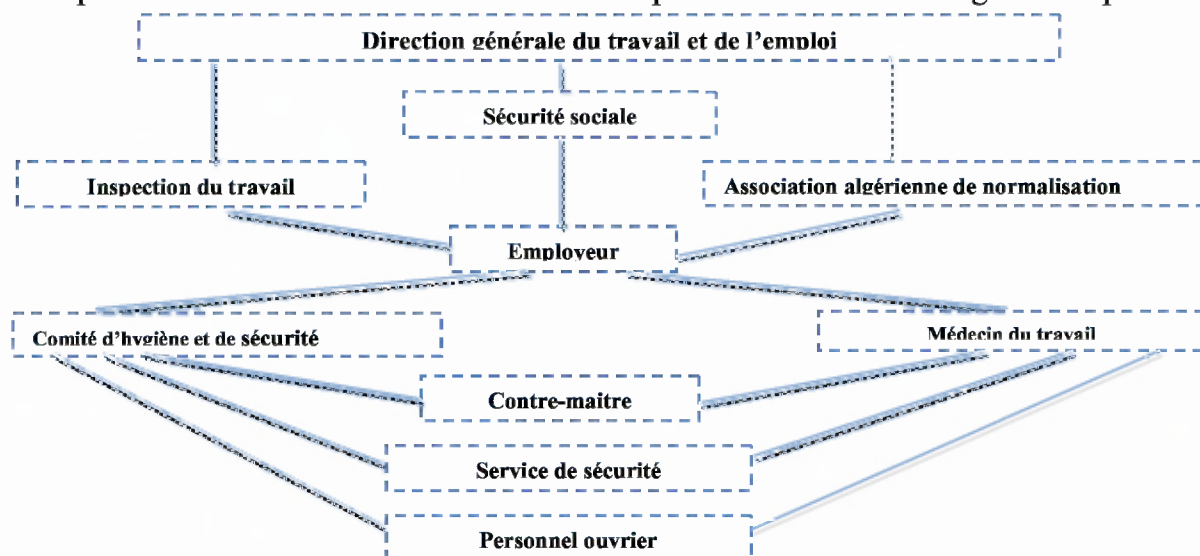 Direction générale du travail et de l’emploi
Sécurité sociale
Inspection du travail
Association algérienne de normalisation
Employeur
Comité d’hygiène et de sécurité
Médecin du travail
Contre-maitre
Service de sécurité
Personnel ouvrier